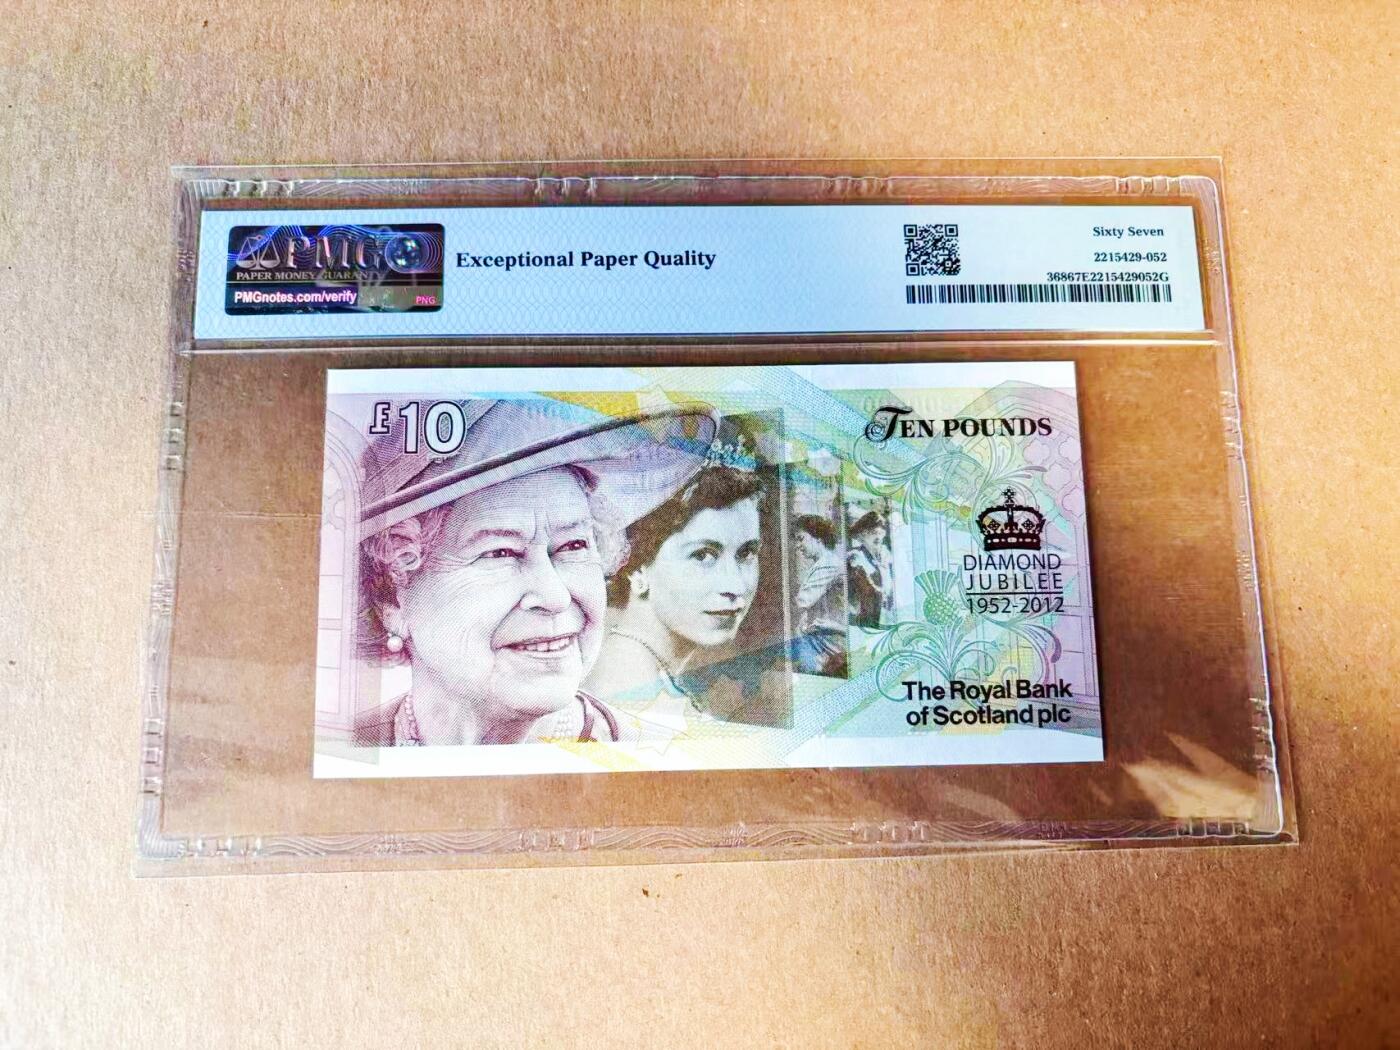 PMG
PAPER MONEY GUARANTY
PMGnotes.com/verify
PNG
Exceptional Paper Quality
Sixty Seven
2215429-052
36867E2215429052G
£10
TEN POUNDS
DIAMOND
JUBILEE
1952-2012
The Royal Bank
of Scotland plc